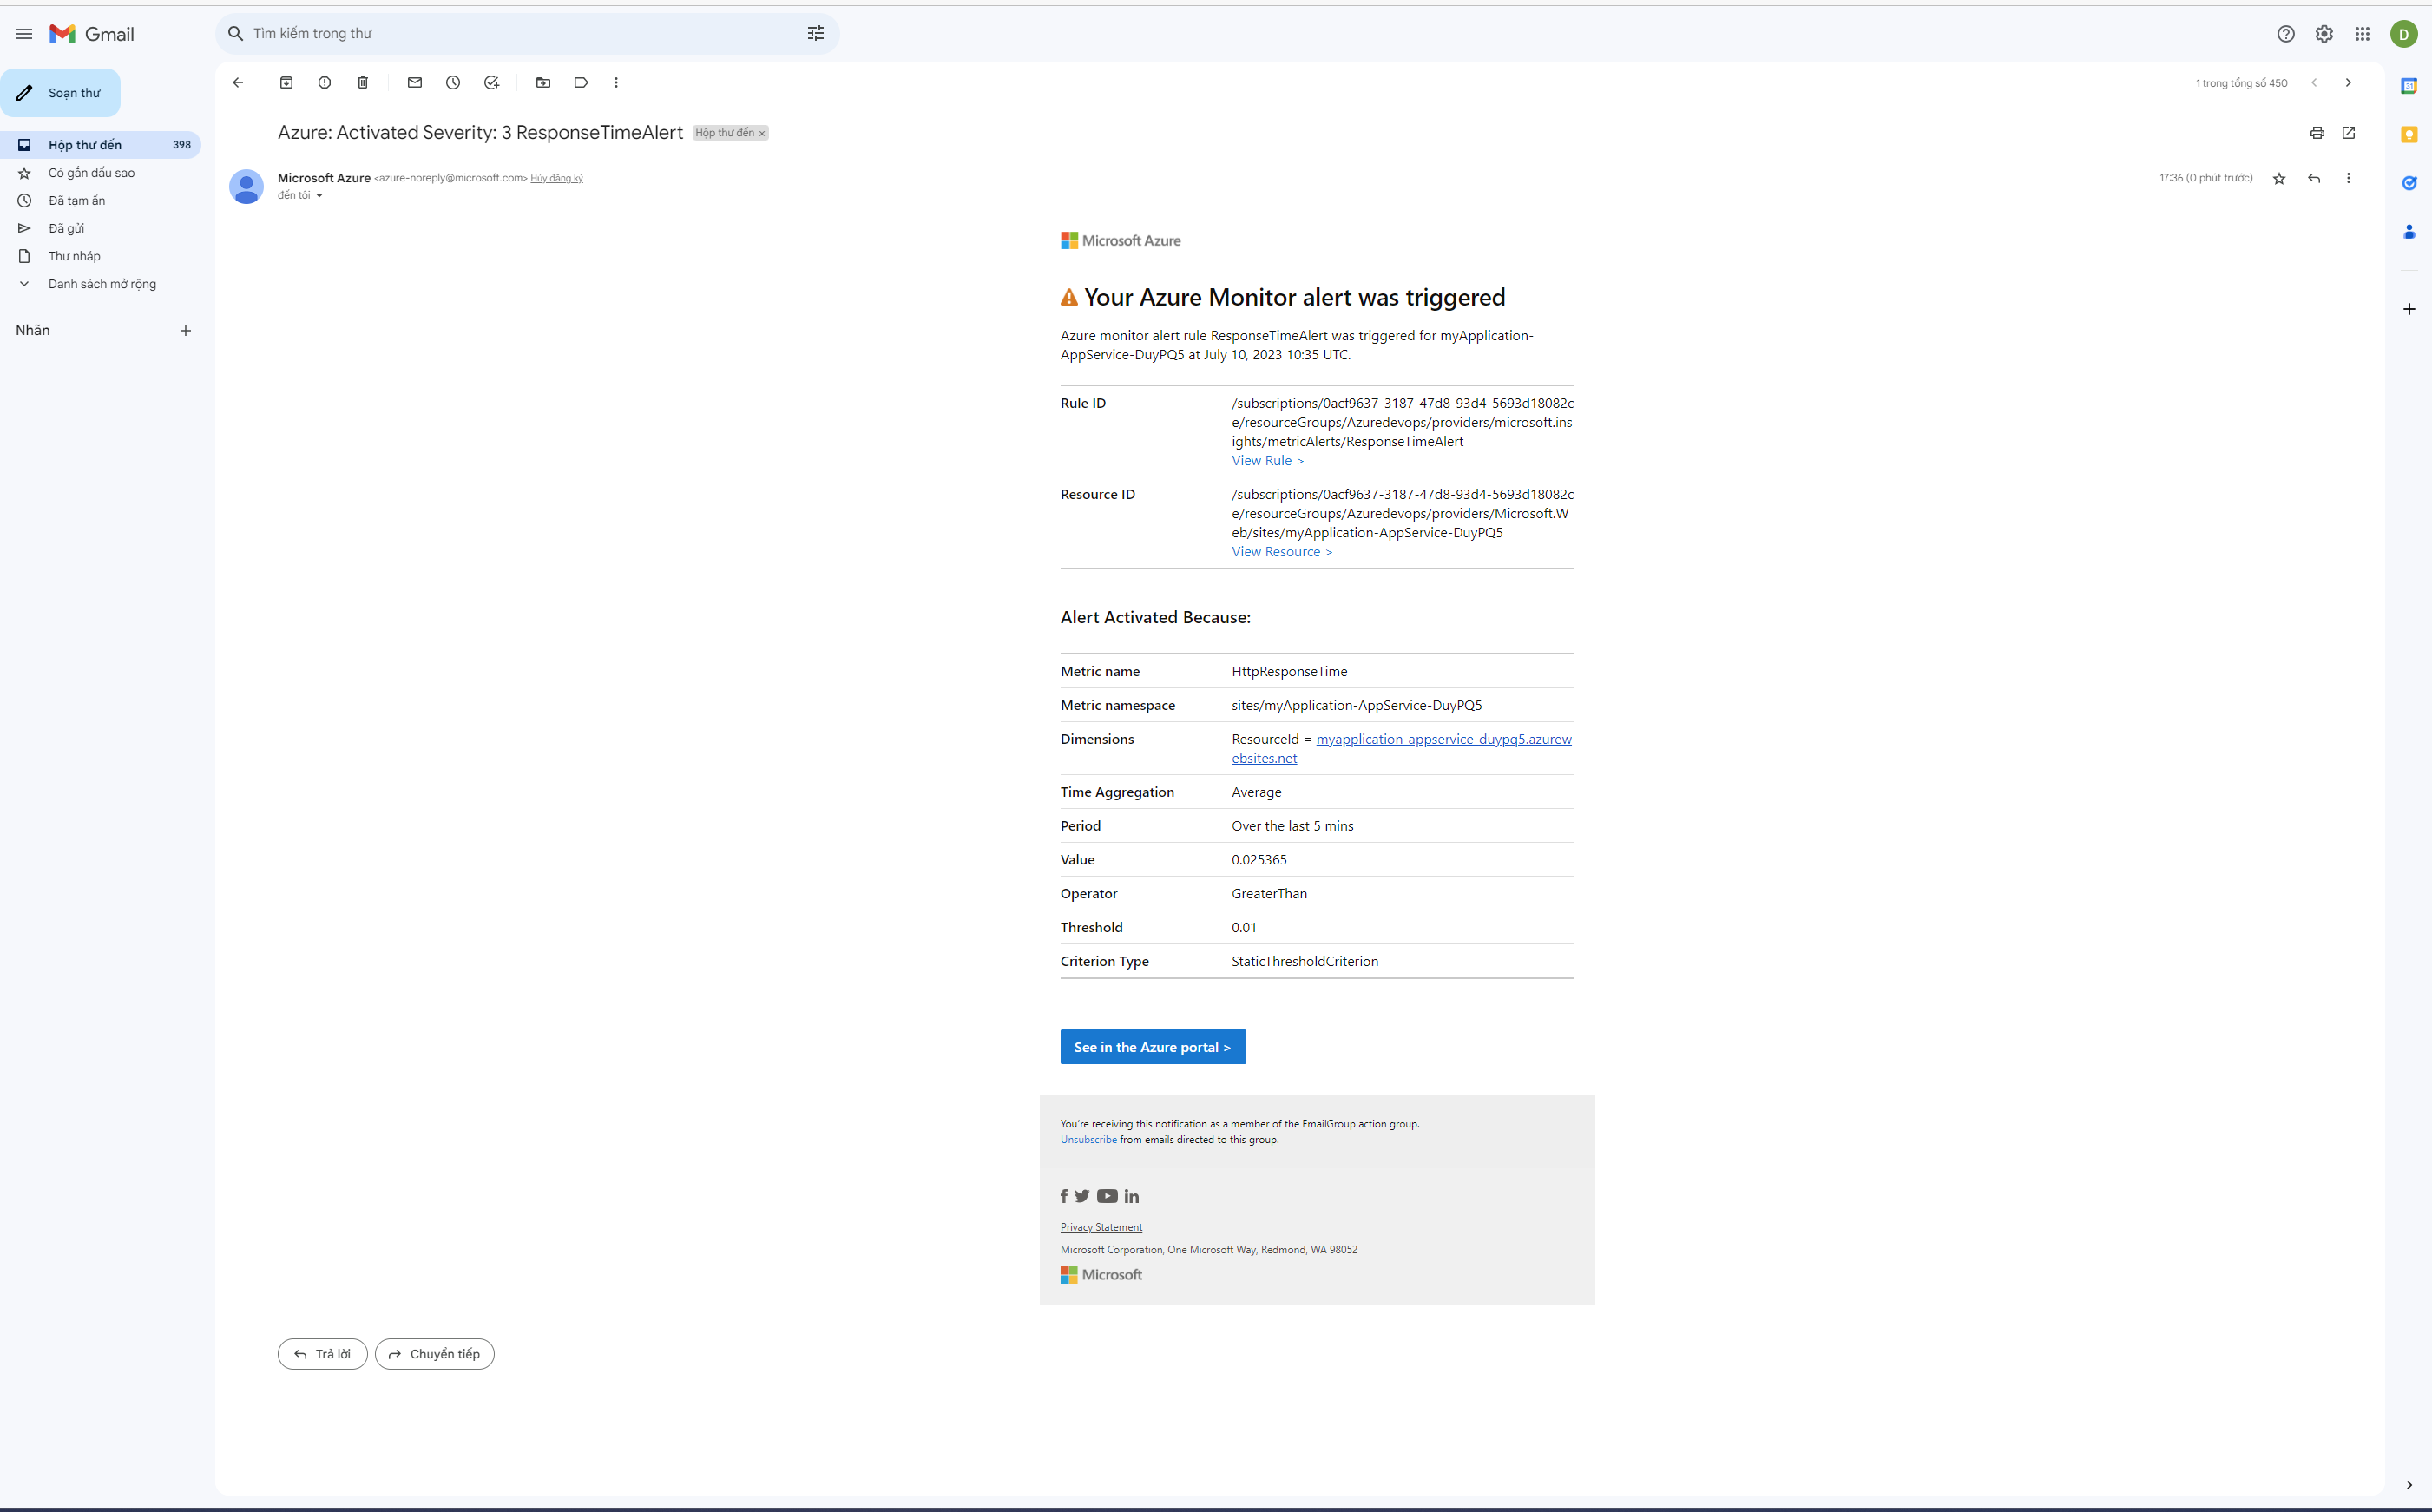 Gmail
Tìm kiếm trong thư
D
Soạn thư
1 trong tổng số 450
Hộp thư đến 398
Có gắn dấu sao
Đã tạm ẩn
Đã gửi
Thư nháp
Danh sách mở rộng
Nhãn
Azure: Activated Severity: 3 ResponseTimeAlert Hộp thư đến x
Microsoft Azure <azure-noreply@microsoft.com> Hủy đăng ký
17:36 (0 phút trước)
đến tôi
Microsoft Azure
Your Azure Monitor alert was triggered
Azure monitor alert rule ResponseTimeAlert was triggered for myApplication-
AppService-DuyPQ5 at July 10, 2023 10:35 UTC.
Rule ID /subscriptions/0acf9637-3187-47d8-93d4-5693d18082c
e/resourceGroups/Azuredevops/providers/microsoft.ins
ights/metricAlerts/ResponseTimeAlert
View Rule >
Resource ID /subscriptions/0acf9637-3187-47d8-93d4-5693d18082c
e/resourceGroups/Azuredevops/providers/Microsoft.W
eb/sites/myApplication-AppService-DuyPQ5
View Resource >
Alert Activated Because:
Metric name HttpResponseTime
Metric namespace sites/myApplication-AppService-DuyPQ5
Dimensions ResourceId = myapplication-appservice-duypq5.azurew
ebsites.net
Time Aggregation Average
Period Over the last 5 mins
Value 0.025365
Operator GreaterThan
Threshold 0.01
Criterion Type StaticThresholdCriterion
See in the Azure portal >
You're receiving this notification as a member of the EmailGroup action group.
Unsubscribe from emails directed to this group.
Privacy Statement
Microsoft Corporation, One Microsoft Way, Redmond, WA 98052
Microsoft
Trả lời
Chuyển tiếp
31